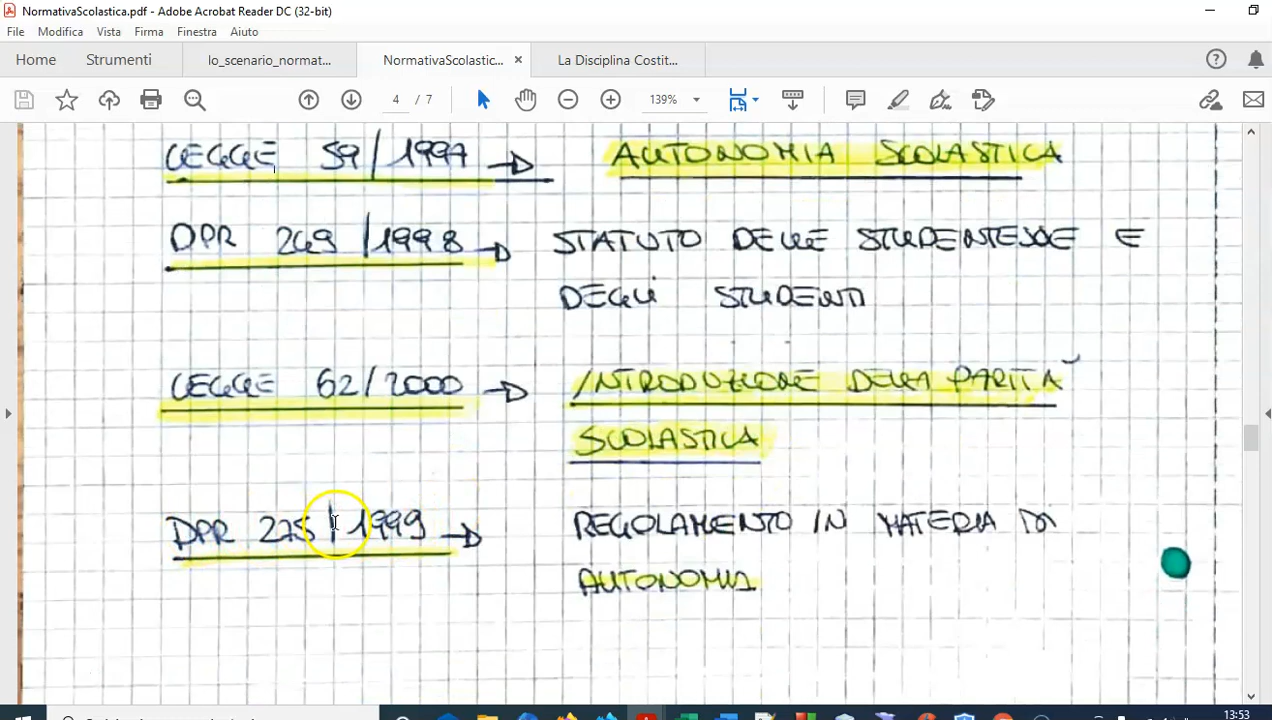 NormativaScolastica.pdf - Adobe Acrobat Reader DC (32-bit)
File Modifica Vista Firma Finestra Aiuto
Home Strumenti lo_scenario_normat... NormativaScolastic... × La Disciplina Costit...
4 / 7 139%
LEGGE 59/1997 → AUTONOMIA SCOLASTICA
DPR 249/1998 → STATUTO DELLE STUDENTESSE E
DEGLI STUDENTI
LEGGE 62/2000 → INTRODUZIONE DELLA PARITÀ
SCOLASTICA
DPR 275/1999 → REGOLAMENTO IN MATERIA DI
AUTONOMIA
13:53